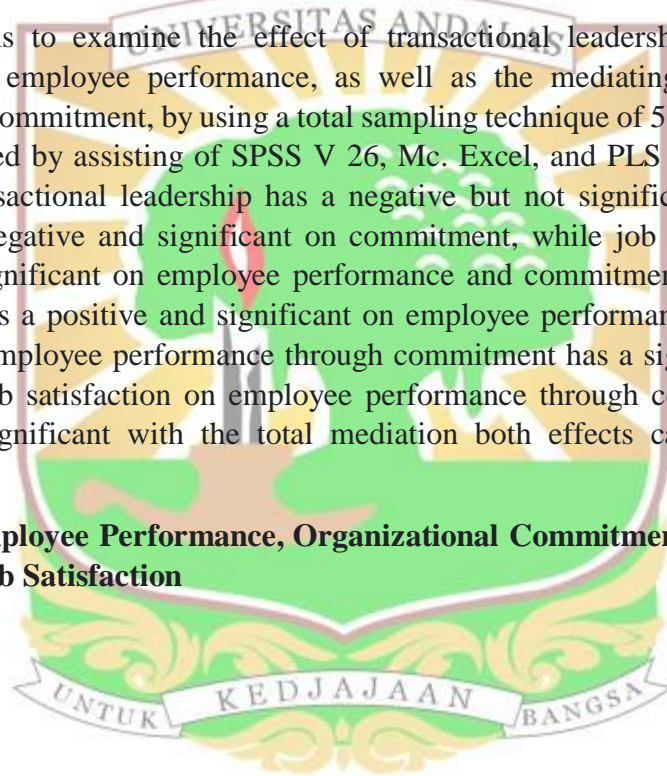 UNIVERSITAS ANDALAS
s to examine the effect of transactional leadersh
employee performance, as well as the mediating
ommitment, by using a total sampling technique of 5
ed by assisting of SPSS V 26, Mc. Excel, and PLS
sactional leadership has a negative but not signific
egative and significant on commitment, while job
gnificant on employee performance and commitment
s a positive and significant on employee performan
mployee performance through commitment has a sig
b satisfaction on employee performance through c
gnificant with the total mediation both effects ca
ployee Performance, Organizational Commitmen
b Satisfaction
UNTUK KEDJAJAAN BANGSA